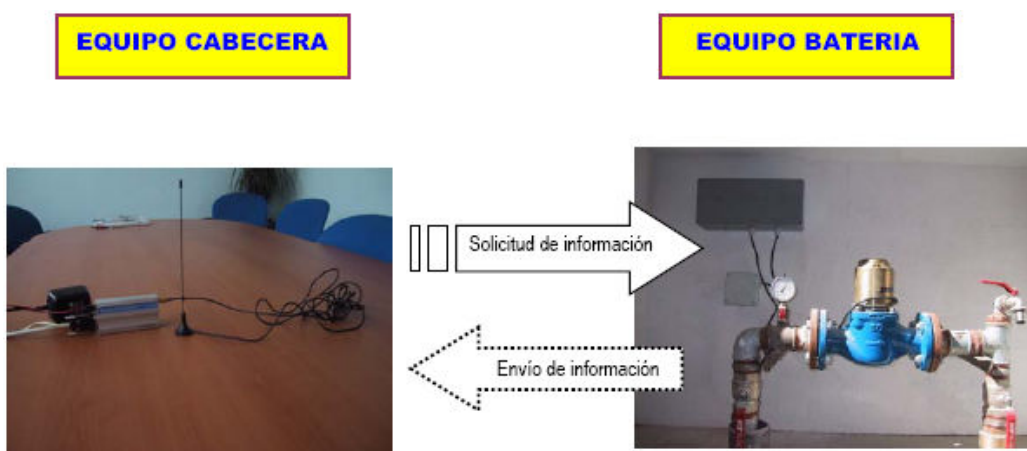 EQUIPO CABECERA
EQUIPO BATERIA
Solicitud de información
Envío de información